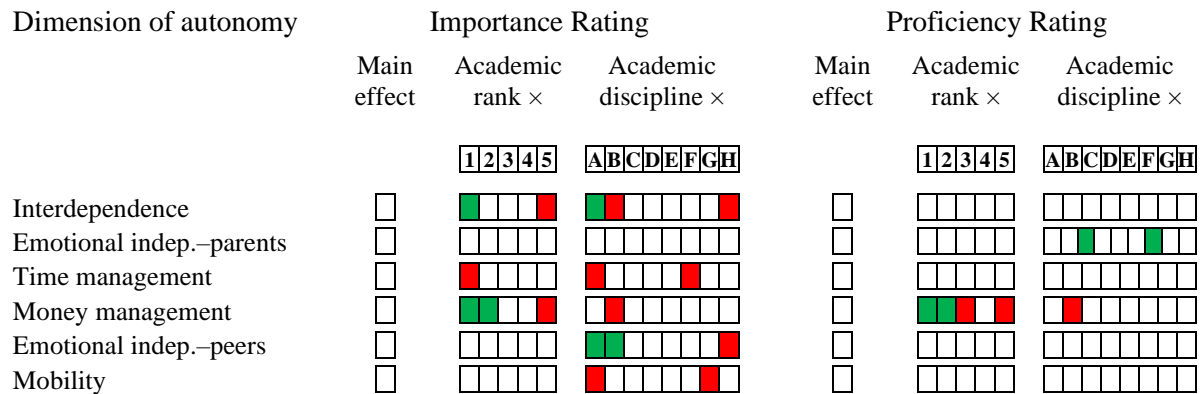 Dimension of autonomy Importance Rating Proficiency Rating
Main Academic Academic Main Academic Academic
effect rank × discipline × effect rank × discipline ×
1 2 3 4 5 A B C D E F G H 1 2 3 4 5 A B C D E F G H
Interdependence
Emotional indep.–parents
Time management
Money management
Emotional indep.–peers
Mobility